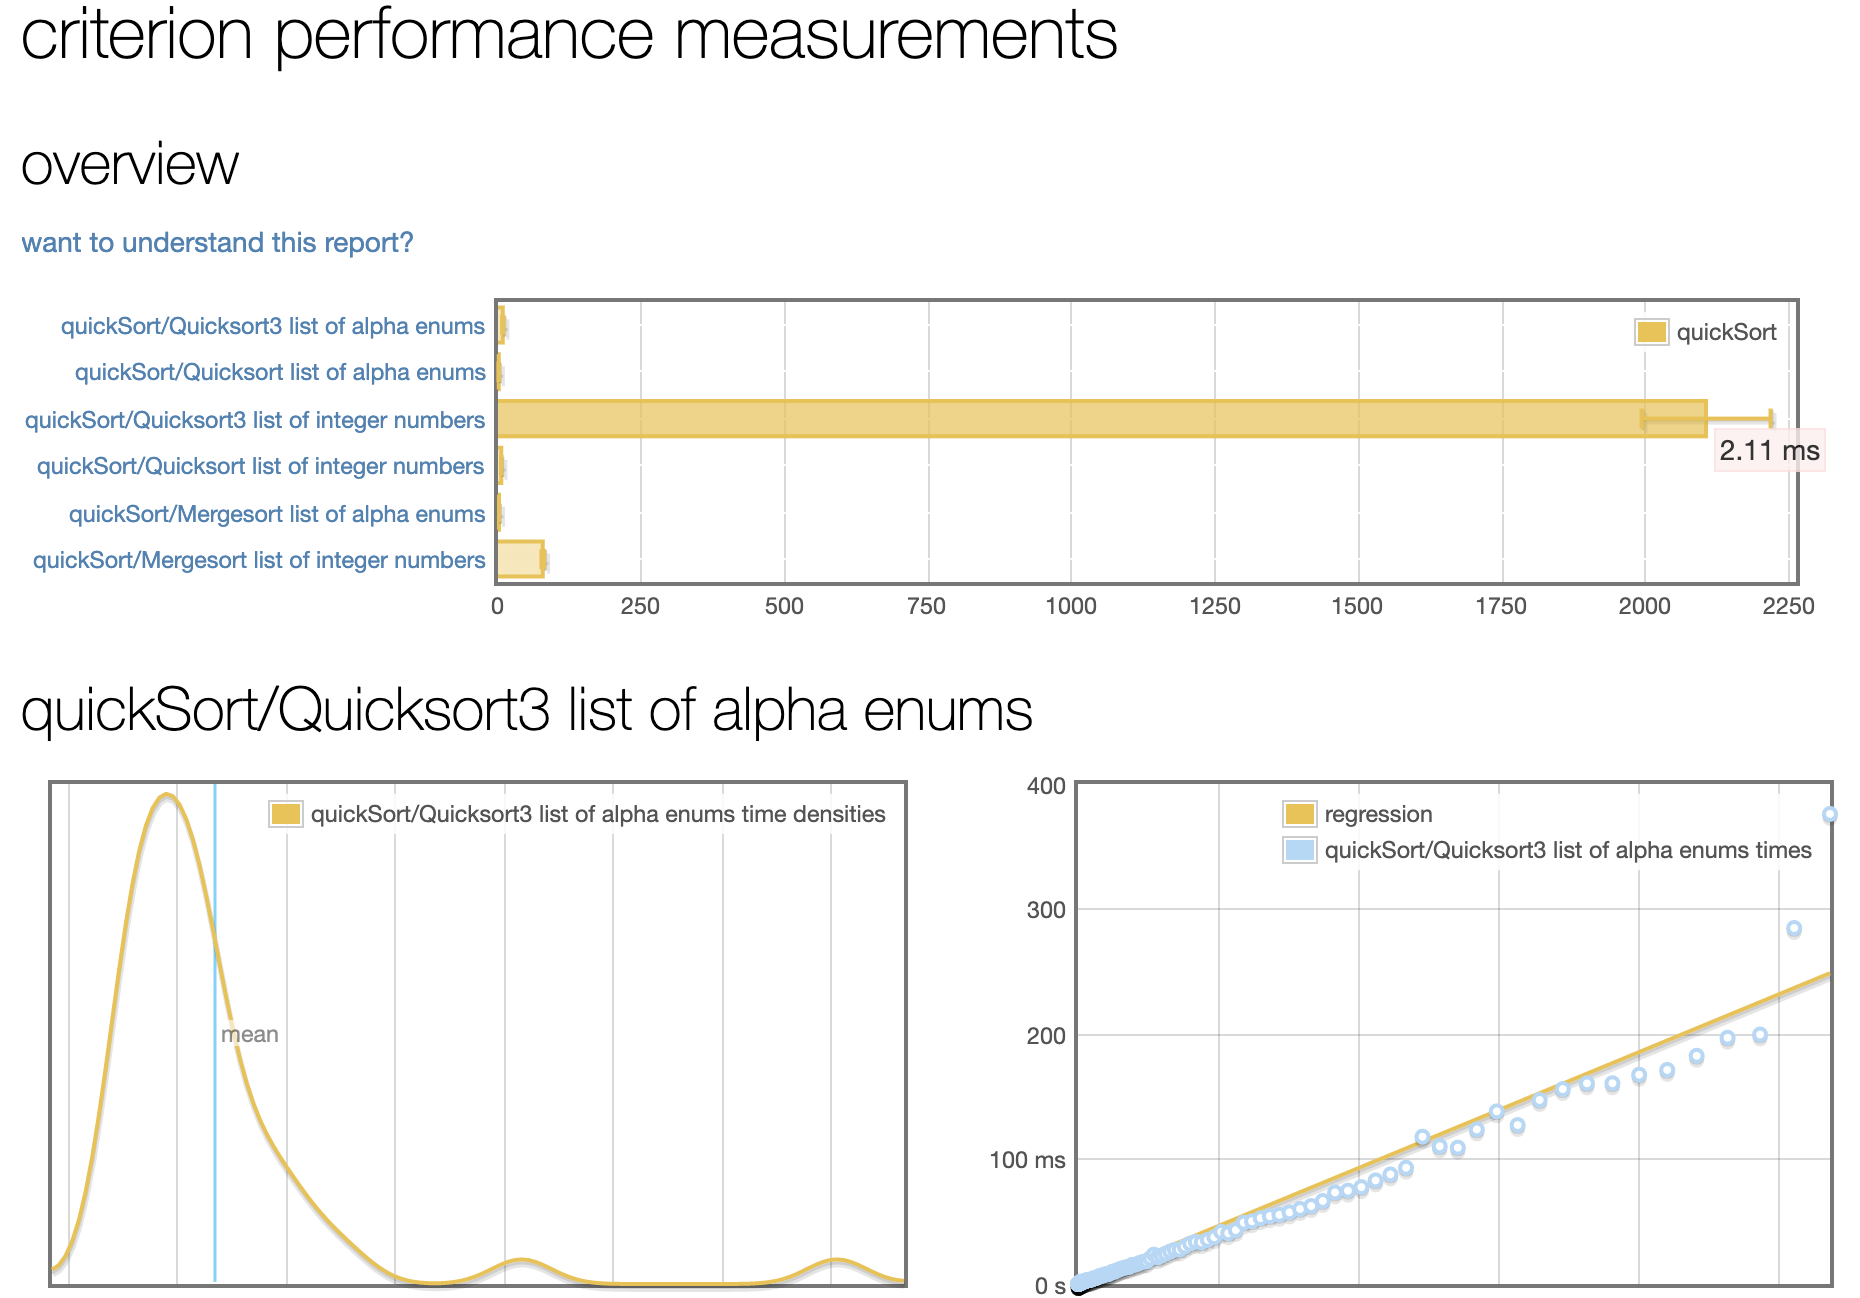 criterion performance measurements
overview
want to understand this report?
quickSort/Quicksort3 list of alpha enums
quickSort/Quicksort list of alpha enums
quickSort/Quicksort3 list of integer numbers
quickSort/Quicksort list of integer numbers
quickSort/Mergesort list of alpha enums
quickSort/Mergesort list of integer numbers
quickSort
2.11 ms
0 250 500 750 1000 1250 1500 1750 2000 2250
quickSort/Quicksort3 list of alpha enums
quickSort/Quicksort3 list of alpha enums time densities
mean
400
300
200
100 ms
0 s
regression
quickSort/Quicksort3 list of alpha enums times